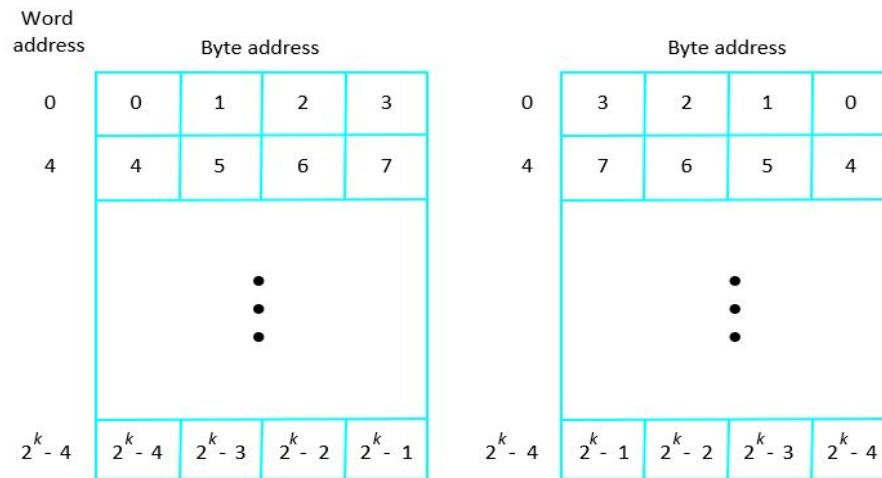 Word
address
Byte address
0 0 1 2 3
4 4 5 6 7
2^k - 4 2^k - 4 2^k - 3 2^k - 2 2^k - 1
Byte address
0 3 2 1 0
4 7 6 5 4
2^k - 4 2^k - 1 2^k - 2 2^k - 3 2^k - 4